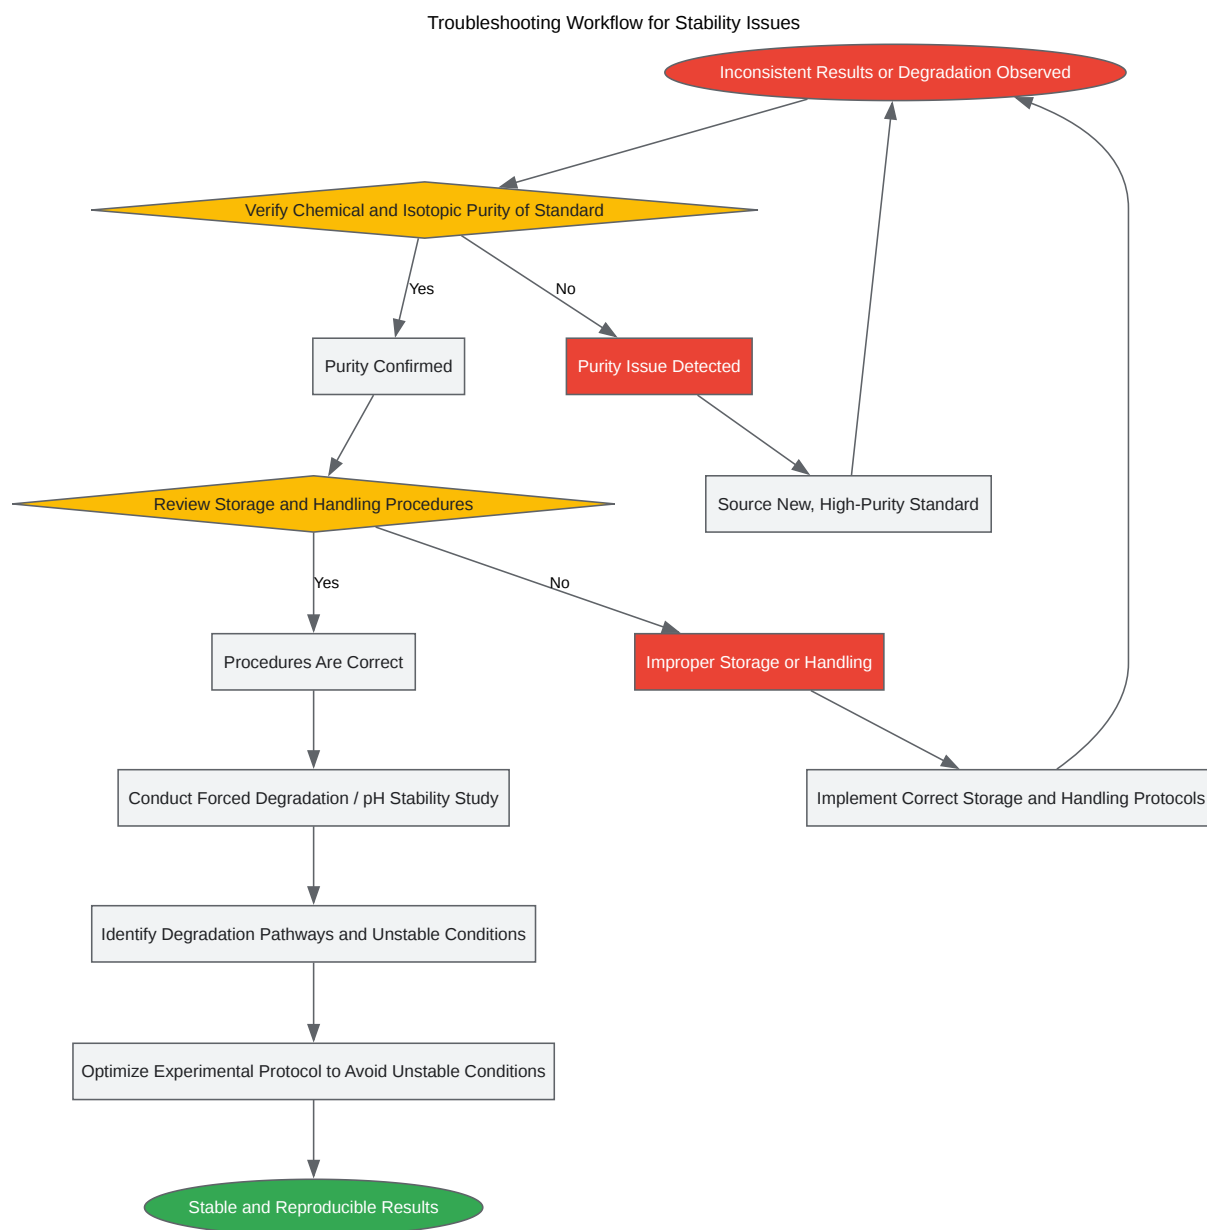 Troubleshooting Workflow for Stability Issues
Inconsistent Results or Degradation Observed
Verify Chemical and Isotopic Purity of Standard
Yes
No
Purity Confirmed
Purity Issue Detected
Review Storage and Handling Procedures
Source New, High-Purity Standard
Yes
No
Procedures Are Correct
Improper Storage or Handling
Conduct Forced Degradation / pH Stability Study
Implement Correct Storage and Handling Protocols
Identify Degradation Pathways and Unstable Conditions
Optimize Experimental Protocol to Avoid Unstable Conditions
Stable and Reproducible Results